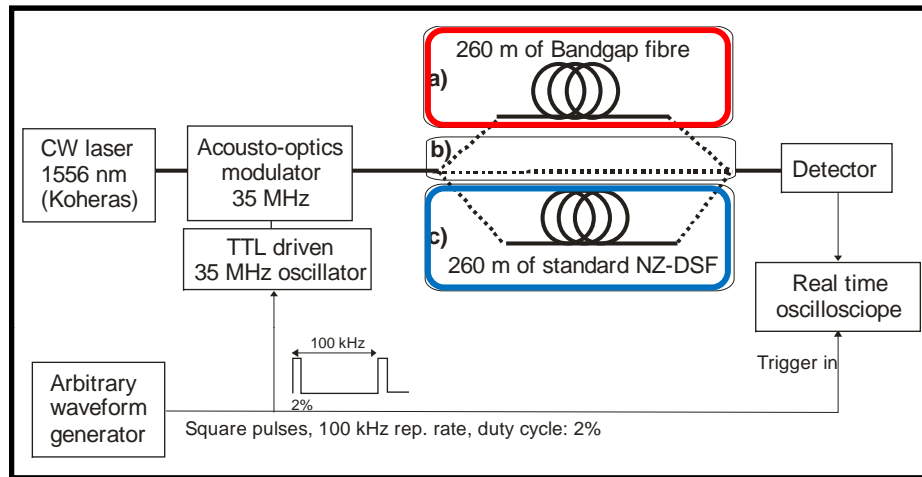 260 m of Bandgap fibre
a)
CW laser
1556 nm
(Koheras)
Acousto-optics
modulator
35 MHz
b)
Detector
TTL driven
35 MHz oscillator
c)
260 m of standard NZ-DSF
Real time
oscillosciope
100 kHz
Trigger in
Arbitrary
waveform
generator
2%
Square pulses, 100 kHz rep. rate, duty cycle: 2%